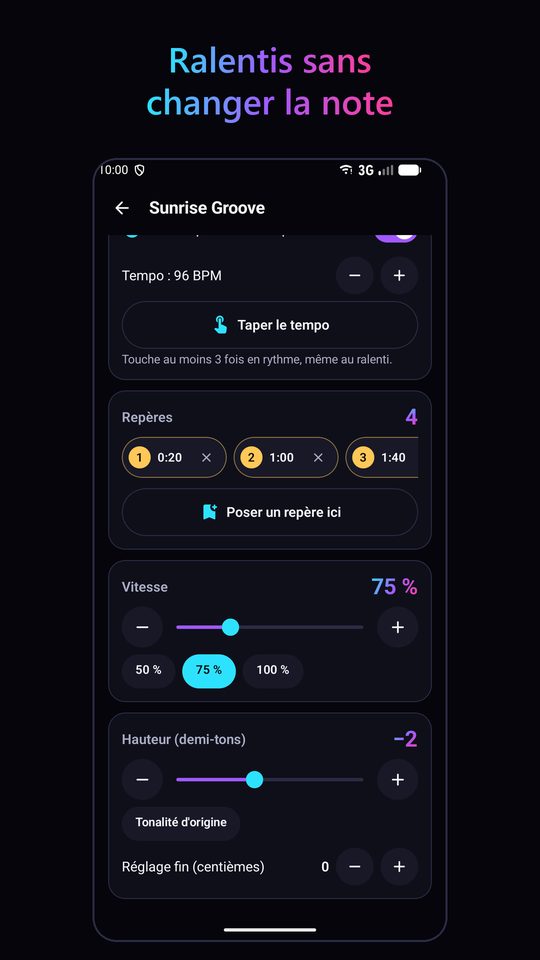 Ralentis sans
changer la note
10:00 3G
Sunrise Groove
Tempo : 96 BPM − +
Taper le tempo
Touche au moins 3 fois en rythme, même au ralenti.
Repères 4
1 0:20 × 2 1:00 × 3 1:40
Poser un repère ici
Vitesse 75 %
− +
50 % 75 % 100 %
Hauteur (demi-tons) −2
− +
Tonalité d'origine
Réglage fin (centièmes) 0 − +